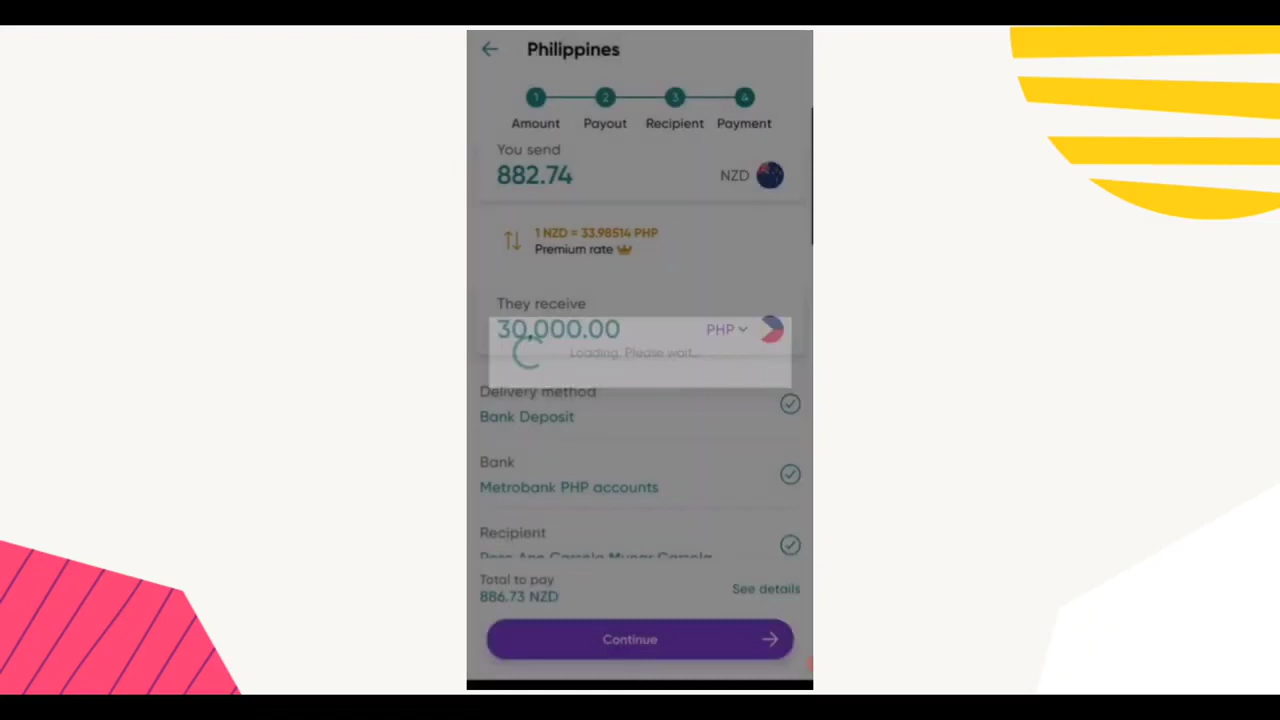 Philippines
1 2 3 4
Amount Payout Recipient Payment
You send
882.74 NZD
1 NZD = 33.98514 PHP
Premium rate
They receive
30,000.00 PHP
Loading. Please wait...
Delivery method
Bank Deposit
Bank
Metrobank PHP accounts
Recipient
Total to pay
886.73 NZD
See details
Continue